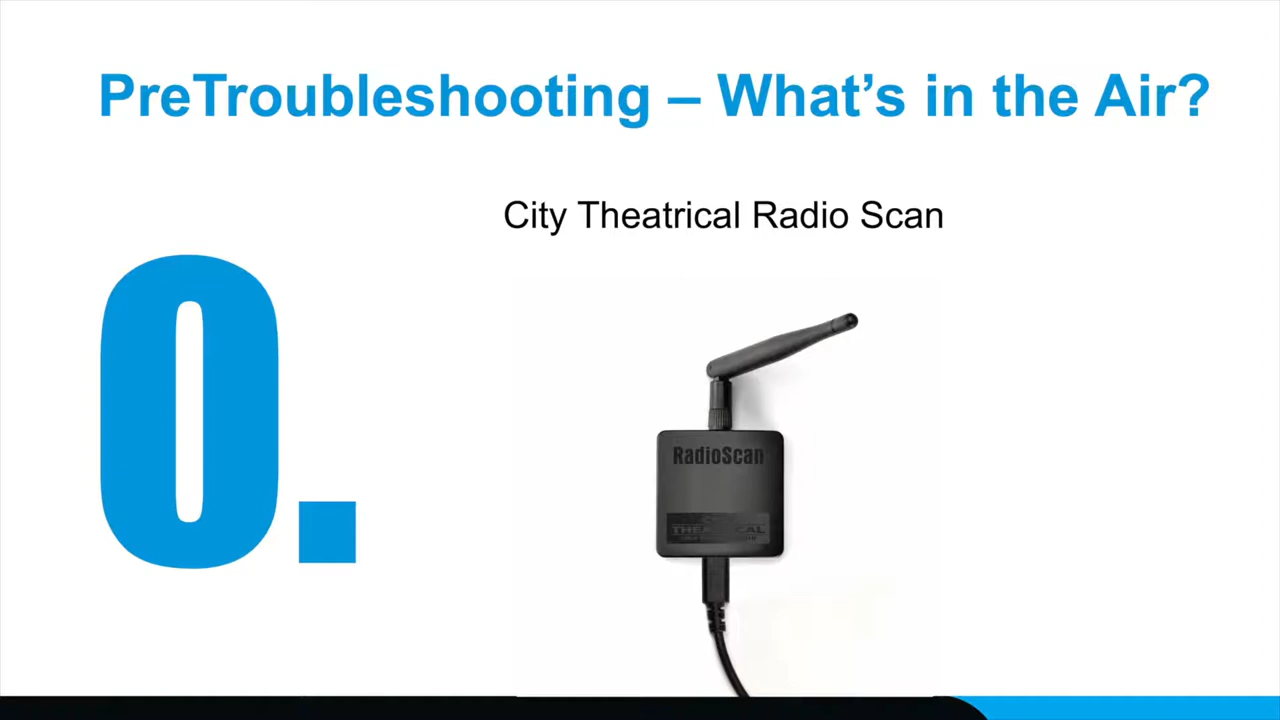 PreTroubleshooting – What's in the Air?
City Theatrical Radio Scan
0.
RadioScan